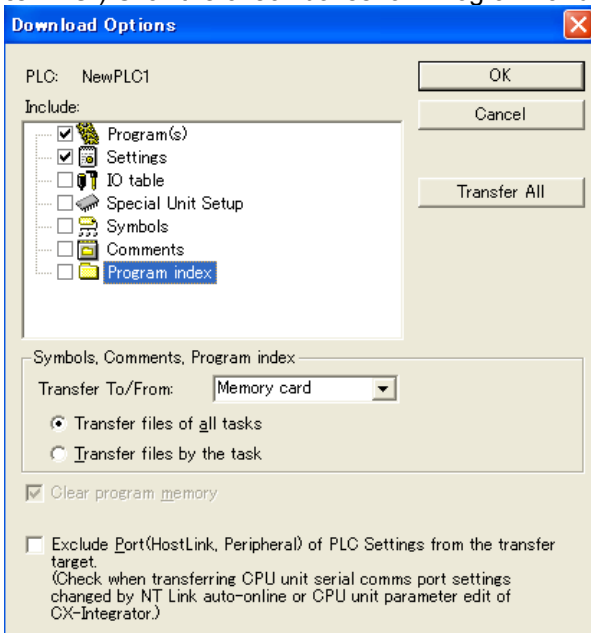 Download Options
PLC: NewPLC1
OK
Include:
Cancel
Program(s)
Settings
IO table
Transfer All
Special Unit Setup
Symbols
Comments
Program index
Symbols, Comments, Program index
Transfer To/From: Memory card
Transfer files of all tasks
Transfer files by the task
Clear program memory
Exclude Port(HostLink, Peripheral) of PLC Settings from the transfer
target.
(Check when transferring CPU unit serial comms port settings
changed by NT Link auto-online or CPU unit parameter edit of
CX-Integrator.)